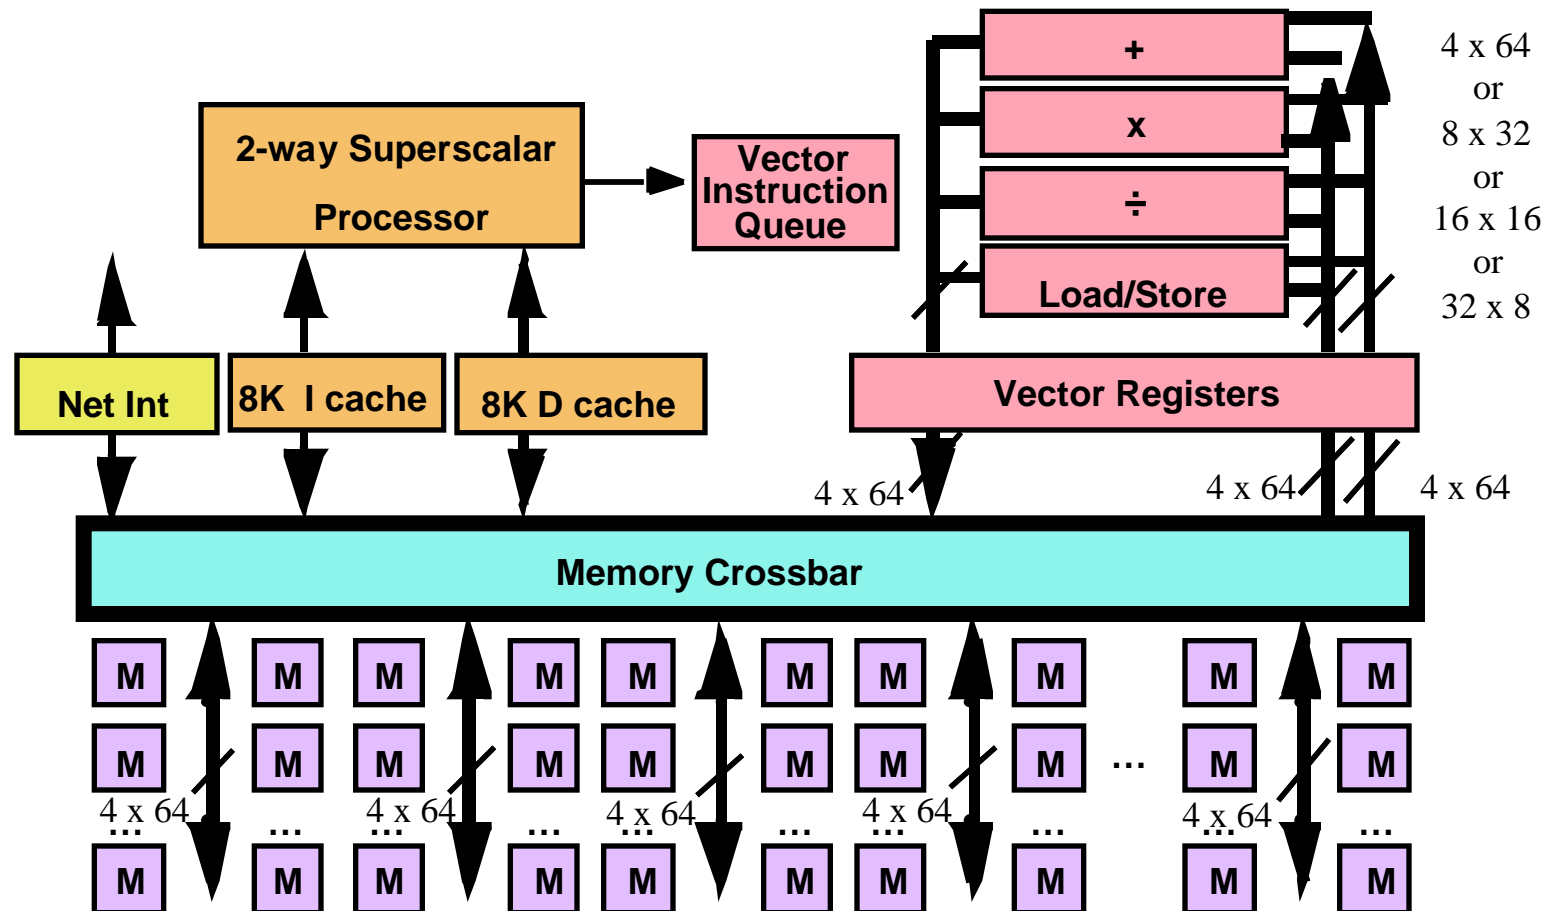 +
4 x 64
or
x
8 x 32
or
÷
16 x 16
or
Load/Store
32 x 8
2-way Superscalar
Processor
Vector
Instruction
Queue
Net Int
8K I cache
8K D cache
Vector Registers
4 x 64
4 x 64
4 x 64
Memory Crossbar
M M M M M M M M M M
M M M M M M M M ... M M
4 x 64 4 x 64 4 x 64 4 x 64 4 x 64
... ... ... ... ... ... ... ... ... ...
M M M M M M M M M M